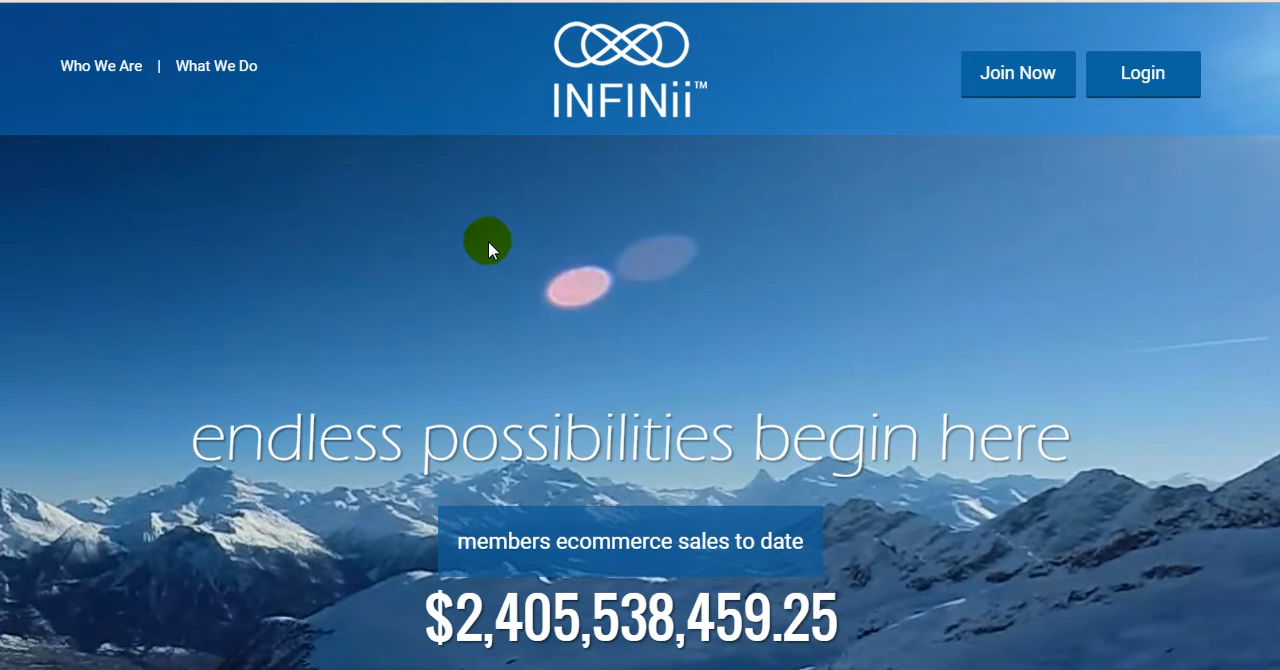 Who We Are | What We Do
INFINii™
Join Now
Login
endless possibilities begin here
members ecommerce sales to date
$2,405,538,459.25